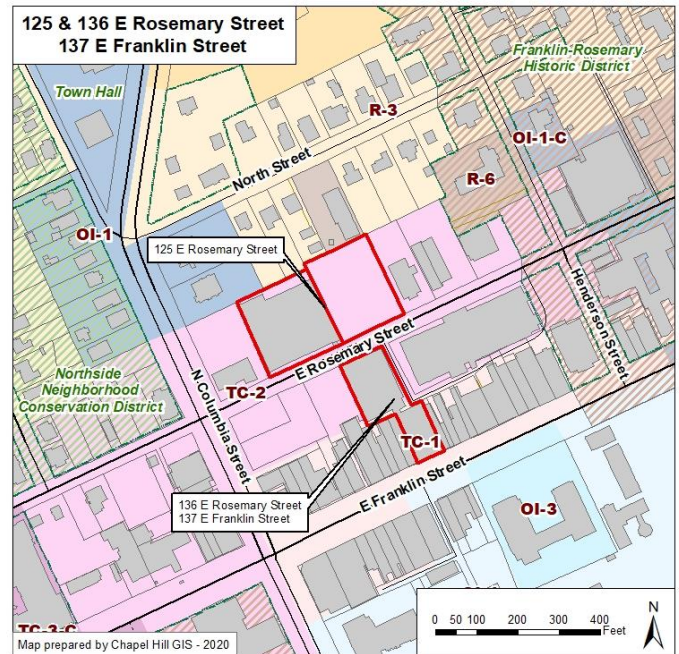 125 & 136 E Rosemary Street
137 E Franklin Street
Town Hall
Franklin-Rosemary
Historic District
R-3
OI-1-C
North Street
R-6
OI-1
125 E Rosemary Street
Henderson Street
E Rosemary Street
Northside
Neighborhood
Conservation District
N Columbia Street
TC-2
TC-1
E Franklin Street
136 E Rosemary Street
137 E Franklin Street
OI-3
TC-3-C
0 50 100 200 300 400
Feet
N
Map prepared by Chapel Hill GIS - 2020